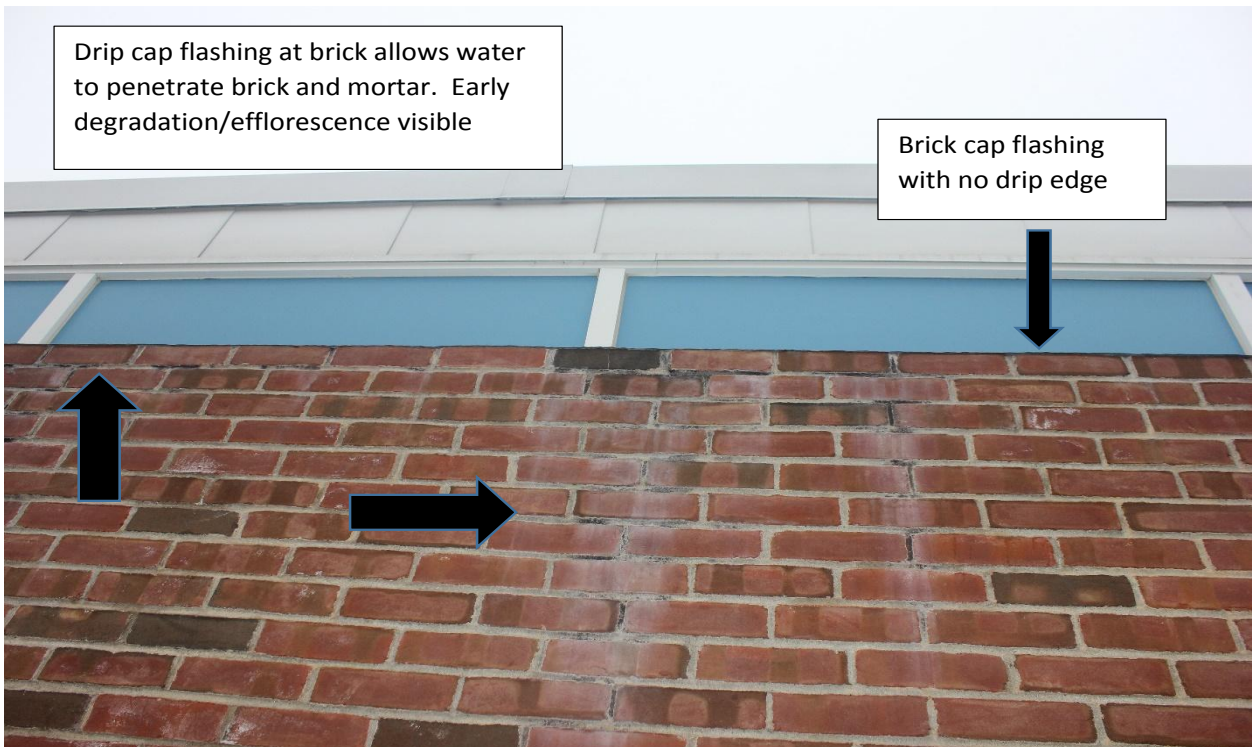 Drip cap flashing at brick allows water
to penetrate brick and mortar.  Early
degradation/efflorescence visible
Brick cap flashing
with no drip edge